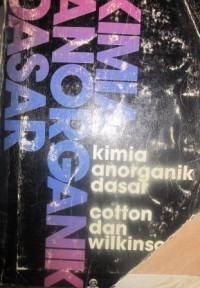 KIMIA
ANORGANIK
DASAR
kimia
anorganik
dasar
cotton
dan
wilkinso